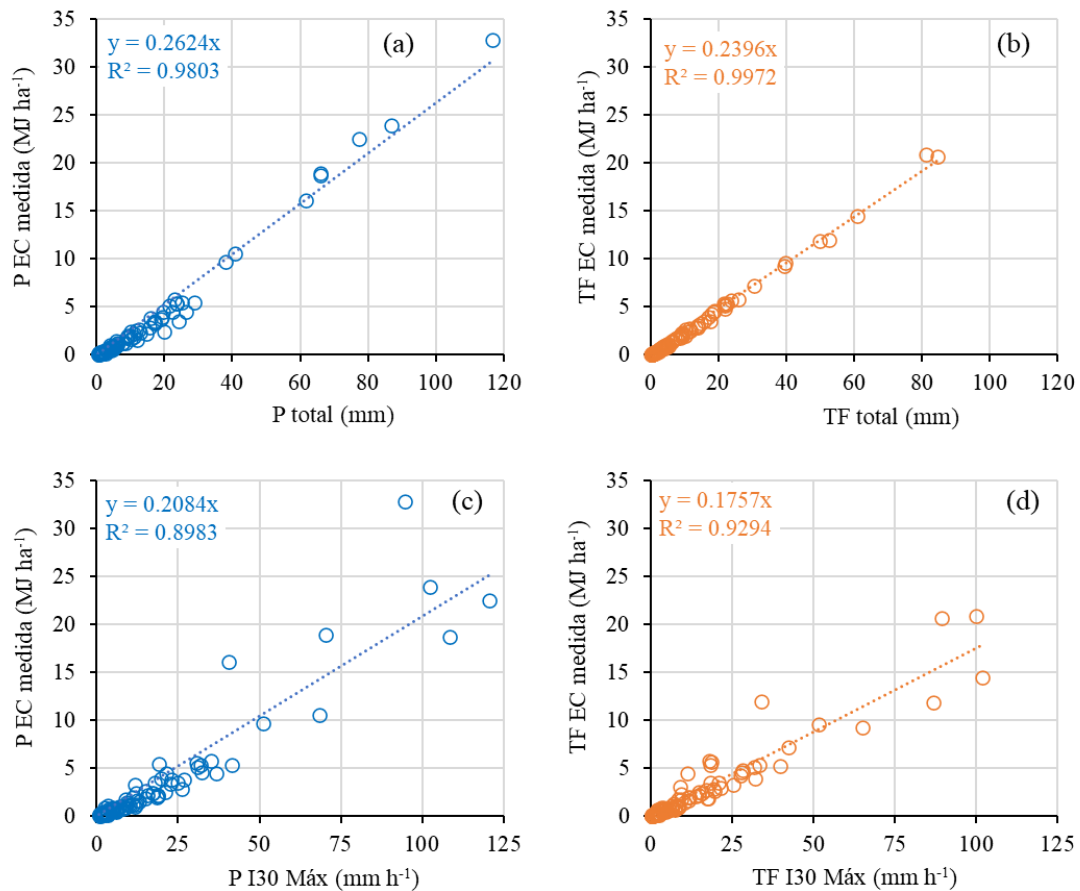 y = 0.2624x
R² = 0.9803
(a)
P EC medida (MJ ha⁻¹)
35
30
25
20
15
10
5
0
0 20 40 60 80 100 120
P total (mm)
y = 0.2396x
R² = 0.9972
(b)
TF EC medida (MJ ha⁻¹)
35
30
25
20
15
10
5
0
0 20 40 60 80 100 120
TF total (mm)
y = 0.2084x
R² = 0.8983
(c)
P EC medida (MJ ha⁻¹)
35
30
25
20
15
10
5
0
0 25 50 75 100 125
P I30 Máx (mm h⁻¹)
y = 0.1757x
R² = 0.9294
(d)
TF EC medida (MJ ha⁻¹)
35
30
25
20
15
10
5
0
0 25 50 75 100 125
TF I30 Máx (mm h⁻¹)